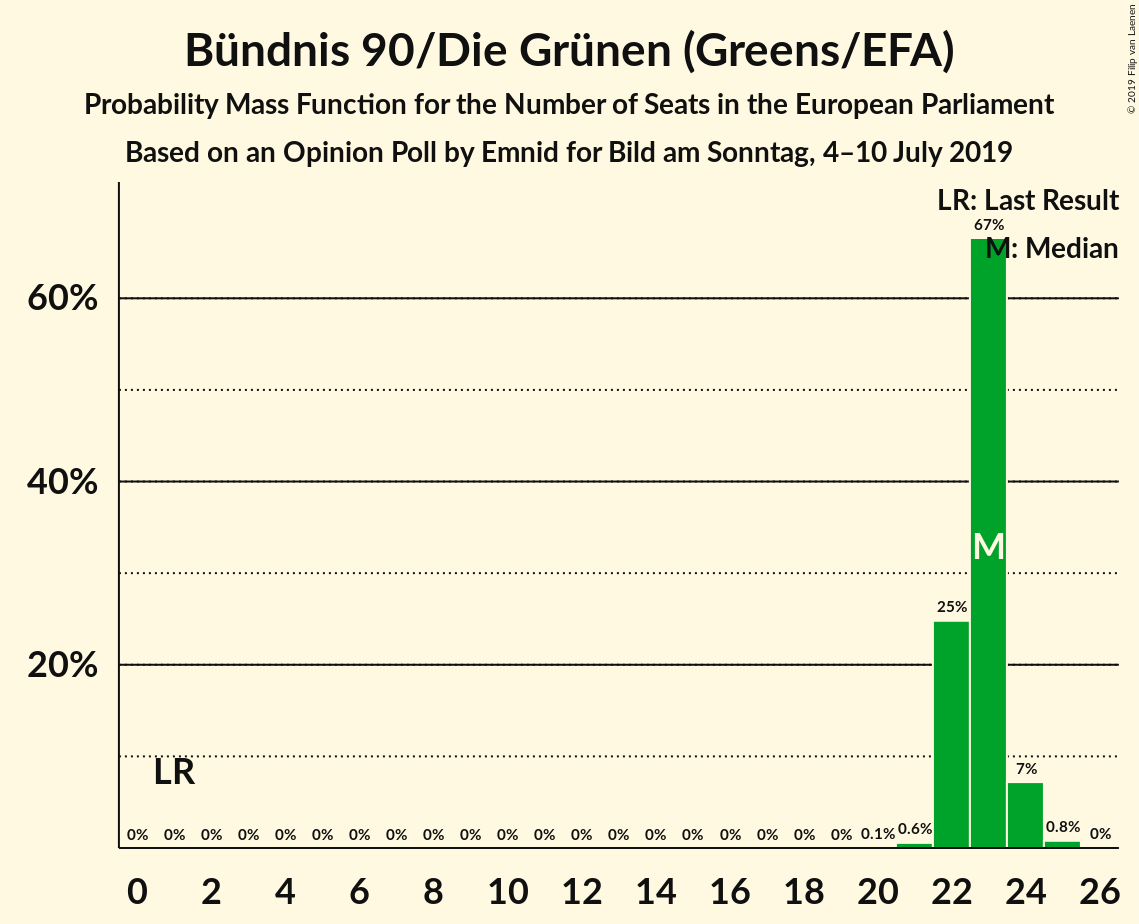 Bündnis 90/Die Grünen (Greens/EFA)
Probability Mass Function for the Number of Seats in the European Parliament
Based on an Opinion Poll by Emnid for Bild am Sonntag, 4–10 July 2019
© 2019 Filip van Laenen
LR: Last Result
M: Median
67%
60%
40%
M
25%
20%
LR
7%
0% 0% 0% 0% 0% 0% 0% 0% 0% 0% 0% 0% 0% 0% 0% 0% 0% 0% 0% 0% 0.1% 0.6% 0.8% 0%
0 2 4 6 8 10 12 14 16 18 20 22 24 26